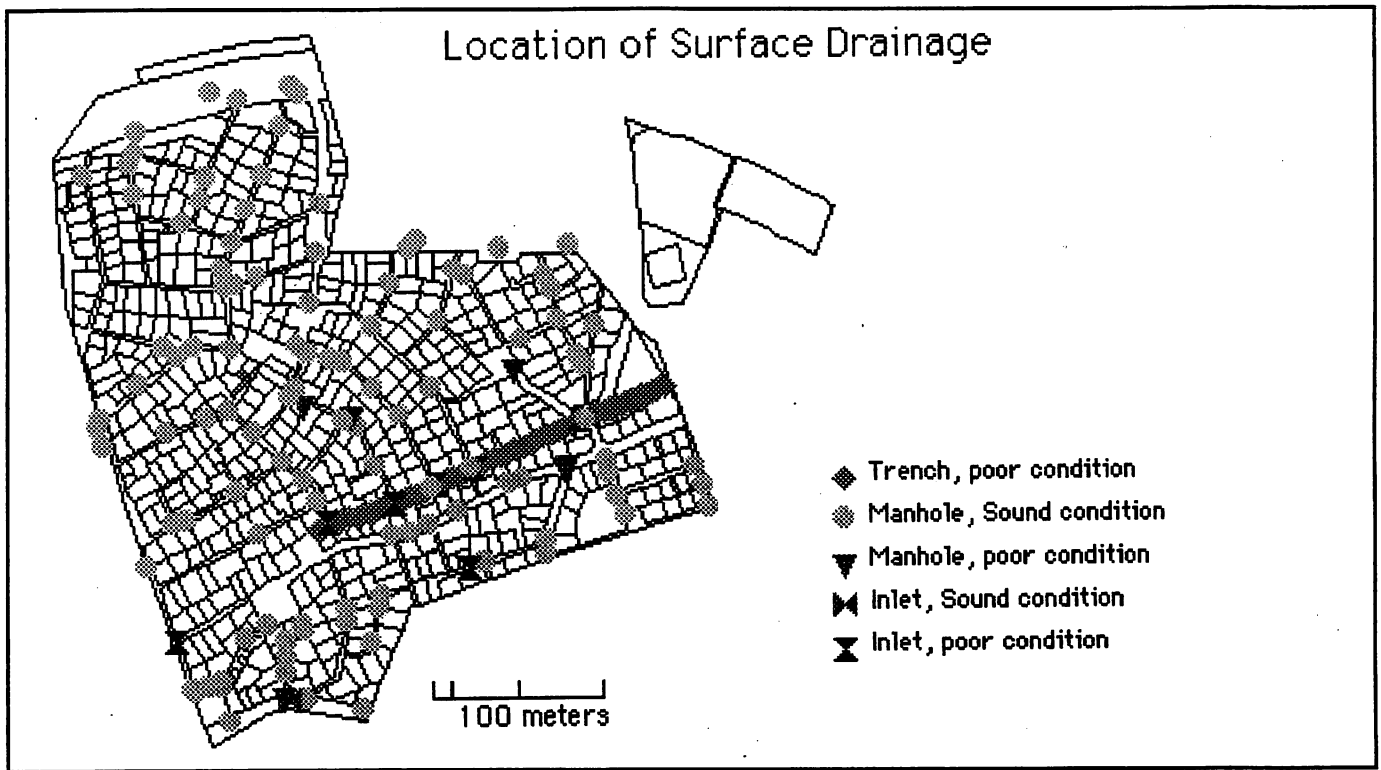 Location of Surface Drainage
Trench, poor condition
Manhole, Sound condition
Manhole, poor condition
Inlet, Sound condition
Inlet, poor condition
100 meters